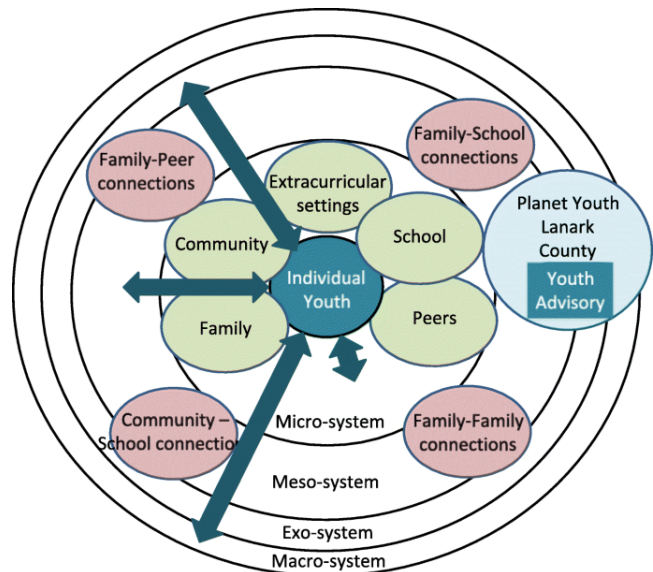 Family-Peer
connections
Family-School
connections
Extracurricular
settings
Community
School
Planet Youth
Lanark
County
Youth
Advisory
Individual
Youth
Family
Peers
Community –
School connection
Family-Family
connections
Micro-system
Meso-system
Exo-system
Macro-system